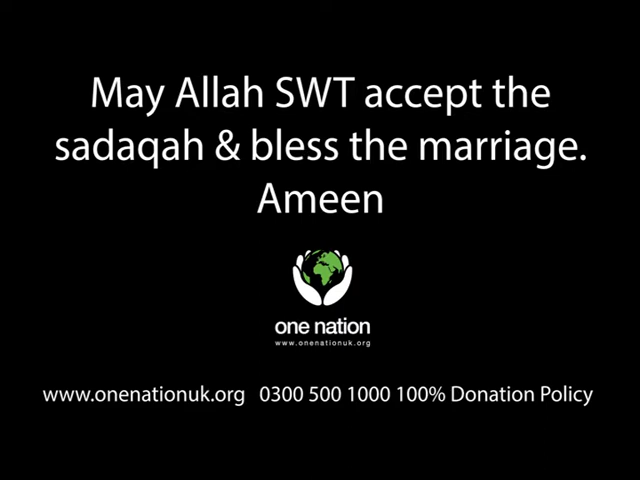 May Allah SWT accept the
sadaqah & bless the marriage.
Ameen
one nation
www.onenationuk.org
www.onenationuk.org 0300 500 1000 100% Donation Policy